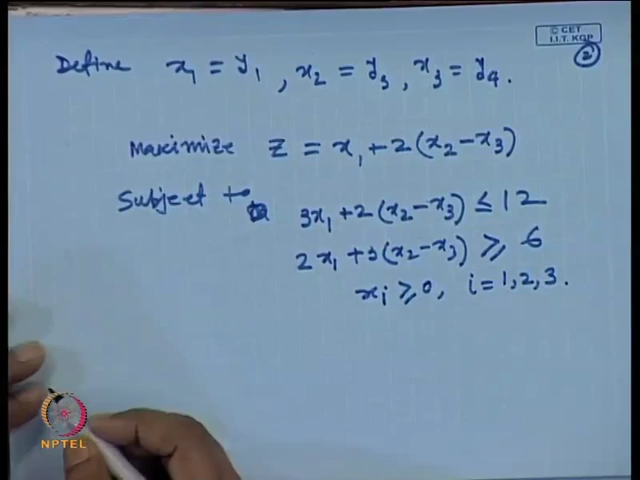 © CET
I.I.T. KGP
2
Define x₁ = y₁, x₂ = y₃, x₃ = y₄.
Maximize Z = x₁ + 2(x₂ - x₃)
Subject to
3x₁ + 2(x₂ - x₃) ≤ 12
2x₁ + 3(x₂ - x₃) ≥ 6
xᵢ ≥ 0, i = 1, 2, 3.
NPTEL